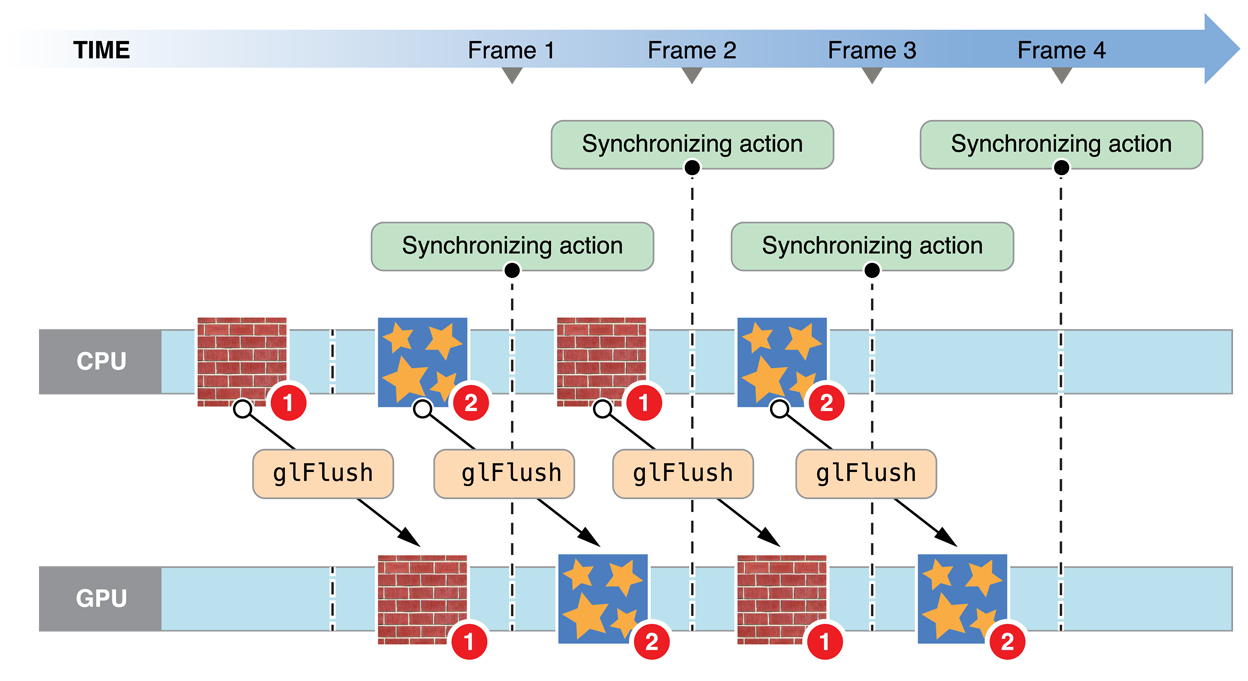 TIME
Frame 1
Frame 2
Frame 3
Frame 4
Synchronizing action
Synchronizing action
Synchronizing action
Synchronizing action
CPU
1
2
1
2
glFlush
glFlush
glFlush
glFlush
GPU
1
2
1
2